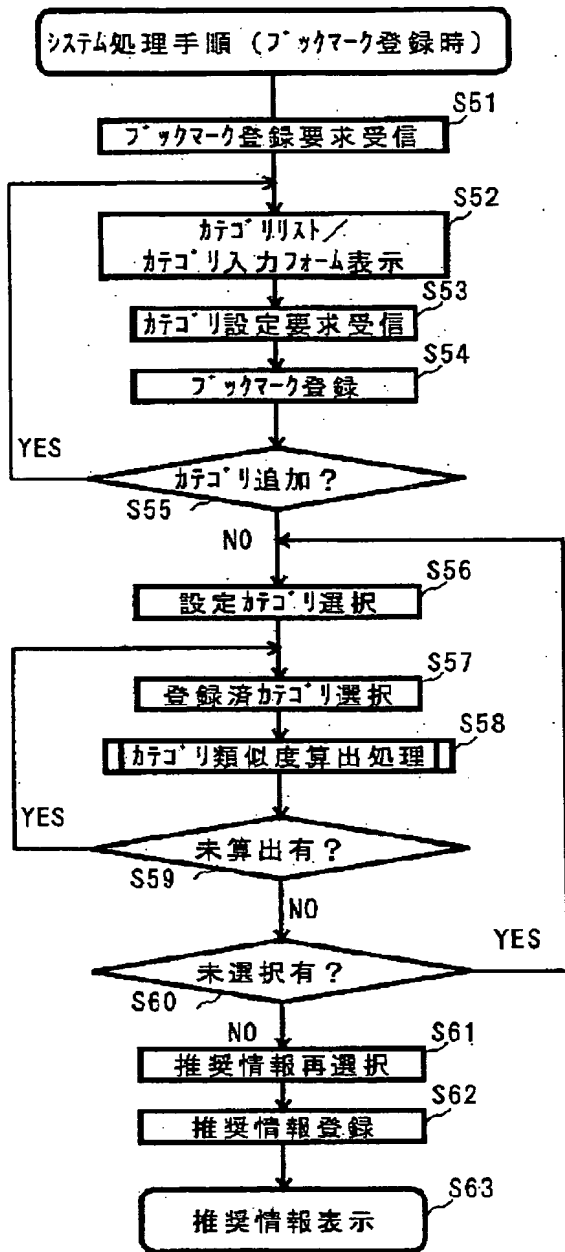 システム処理手順（ブックマーク登録時）
S51
ブックマーク登録要求受信
S52
カテゴリリスト／
カテゴリ入力フォーム表示
S53
カテゴリ設定要求受信
S54
ブックマーク登録
YES
カテゴリ追加？
S55
NO
S56
設定カテゴリ選択
S57
登録済カテゴリ選択
S58
カテゴリ類似度算出処理
YES
未算出有？
S59
NO
YES
未選択有？
S60
NO
S61
推奨情報再選択
S62
推奨情報登録
S63
推奨情報表示